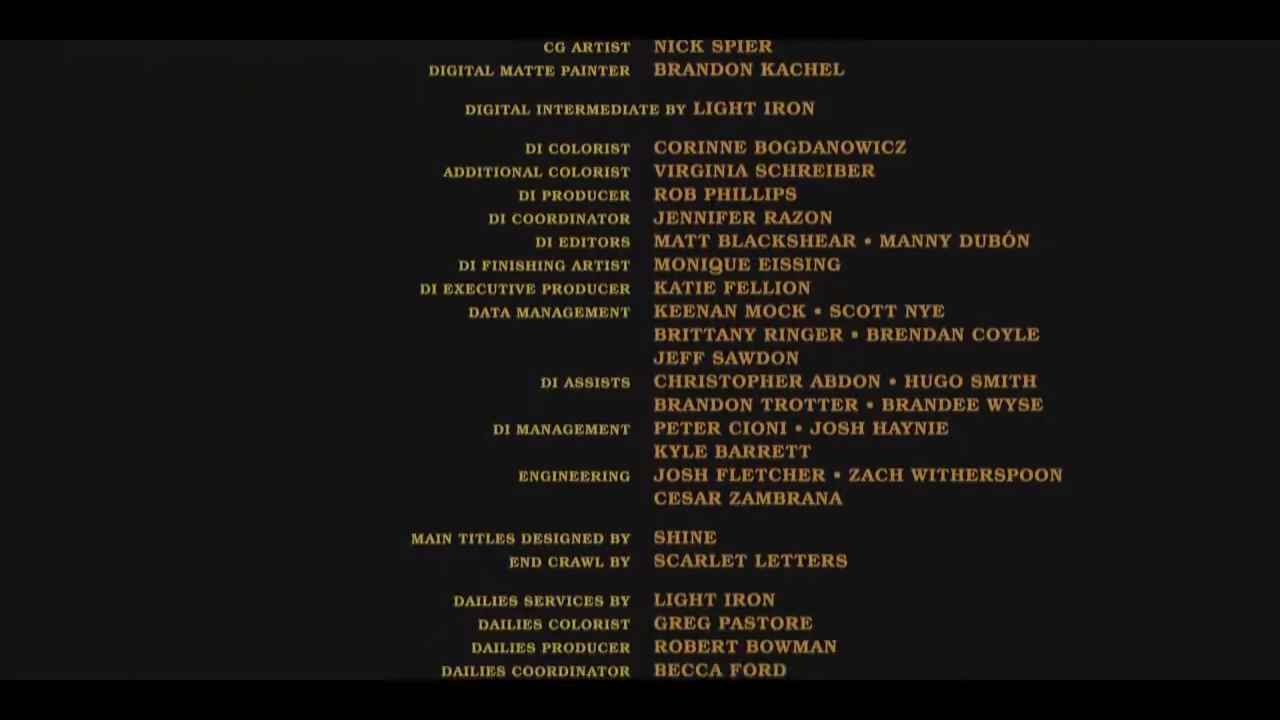 CG ARTIST NICK SPIER
DIGITAL MATTE PAINTER BRANDON KACHEL
DIGITAL INTERMEDIATE BY LIGHT IRON
DI COLORIST CORINNE BOGDANOWICZ
ADDITIONAL COLORIST VIRGINIA SCHREIBER
DI PRODUCER ROB PHILLIPS
DI COORDINATOR JENNIFER RAZON
DI EDITORS MATT BLACKSHEAR • MANNY DUBÓN
DI FINISHING ARTIST MONIQUE EISSING
DI EXECUTIVE PRODUCER KATIE FELLION
DATA MANAGEMENT KEENAN MOCK • SCOTT NYE
BRITTANY RINGER • BRENDAN COYLE
JEFF SAWDON
DI ASSISTS CHRISTOPHER ABDON • HUGO SMITH
BRANDON TROTTER • BRANDEE WYSE
DI MANAGEMENT PETER CIONI • JOSH HAYNIE
KYLE BARRETT
ENGINEERING JOSH FLETCHER • ZACH WITHERSPOON
CESAR ZAMBRANA
MAIN TITLES DESIGNED BY SHINE
END CRAWL BY SCARLET LETTERS
DAILIES SERVICES BY LIGHT IRON
DAILIES COLORIST GREG PASTORE
DAILIES PRODUCER ROBERT BOWMAN
DAILIES COORDINATOR BECCA FORD